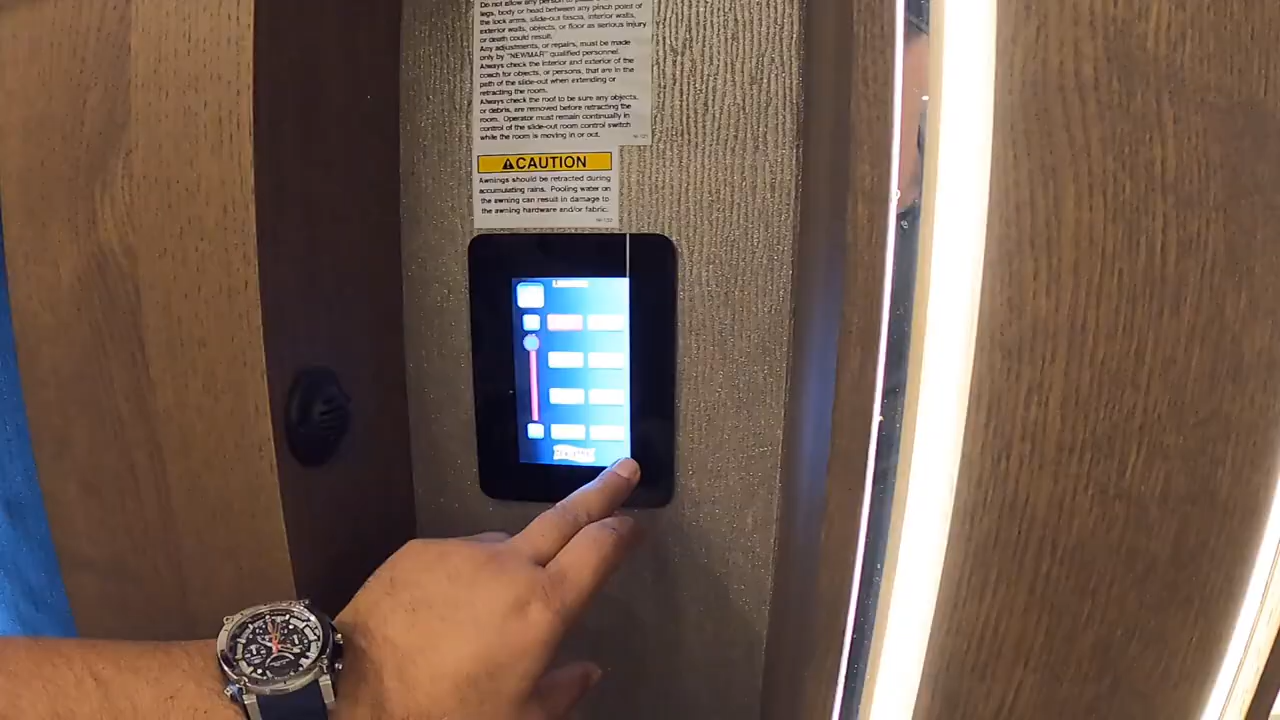 Do not allow any person to place
legs, body or head between any pinch point of
the lock arms, slide-out fascia, interior walls,
exterior walls, objects, or floor as serious injury
or death could result.
Any adjustments, or repairs, must be made
only by "NEWMAR" qualified personnel.
Always check the interior and exterior of the
coach for objects, or persons, that are in the
path of the slide-out when extending or
retracting the room.
Always check the roof to be sure any objects,
or debris, are removed before retracting the
room. Operator must remain continually in
control of the slide-out room control switch
while the room is moving in or out.
CAUTION
Awnings should be retracted during
accumulating rains. Pooling water on
the awning can result in damage to
the awning hardware and/or fabric.